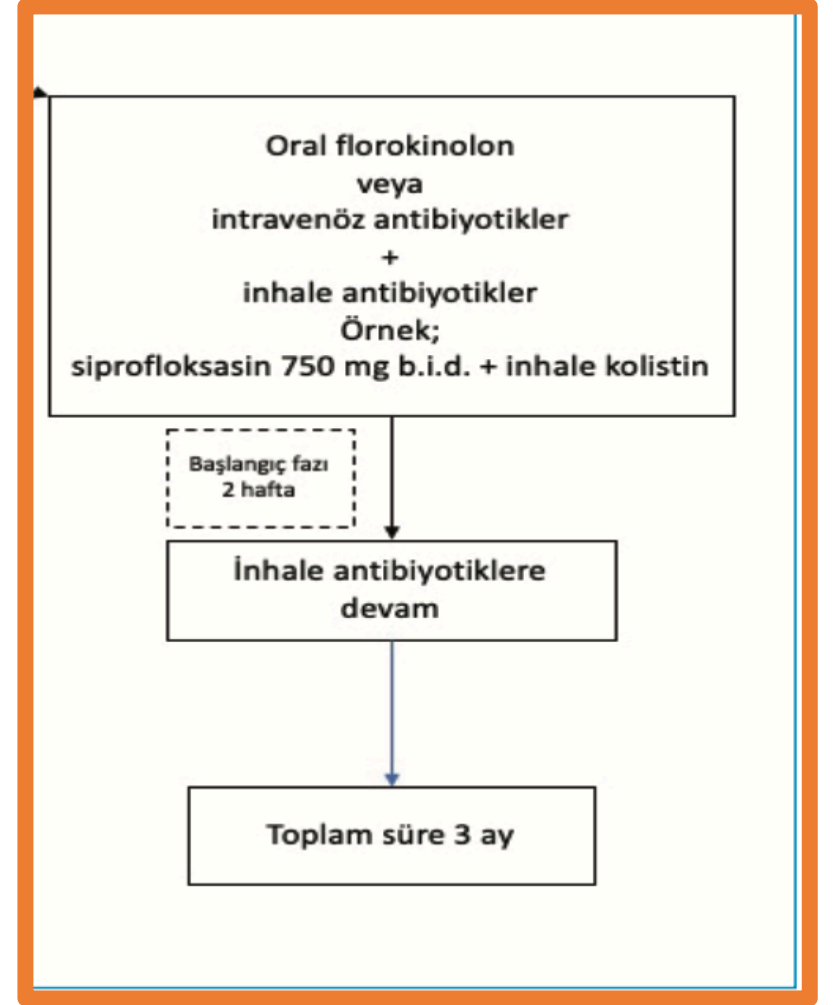 Oral florokinolon
veya
intravenöz antibiyotikler
+
inhale antibiyotikler
Örnek;
siprofloksasin 750 mg b.i.d. + inhale kolistin
Başlangıç fazı
2 hafta
İnhale antibiyotiklere
devam
Toplam süre 3 ay